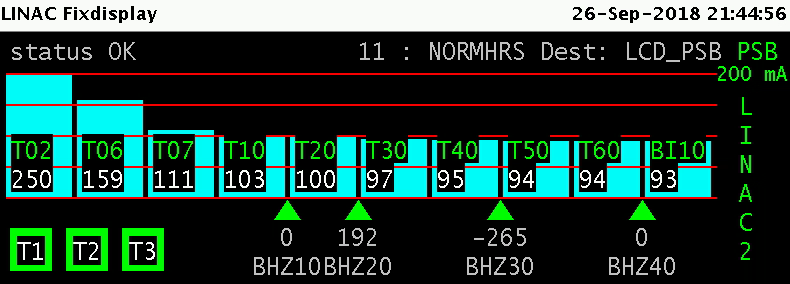 LINAC Fixdisplay 26-Sep-2018 21:44:56
status OK 11 : NORMHRS Dest: LCD_PSB PSB
200 mA
T02 T06 T07 T10 T20 T30 T40 T50 T60 BI10
250 159 111 103 100 97 95 94 94 93
LINAC2
T1 T2 T3
0 192 -265 0
BHZ10 BHZ20 BHZ30 BHZ40